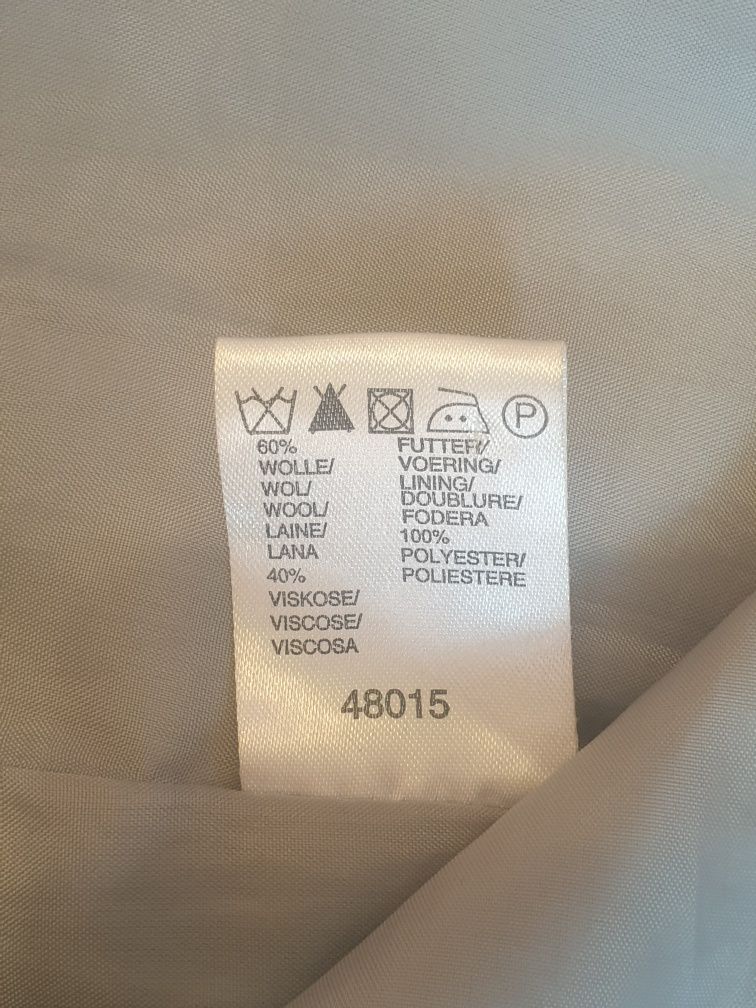 P
60%
WOLLE/
WOL/
WOOL/
LAINE/
LANA
40%
VISKOSE/
VISCOSE/
VISCOSA
FUTTER/
VOERING/
LINING/
DOUBLURE/
FODERA
100%
POLYESTER/
POLIESTERE
48015